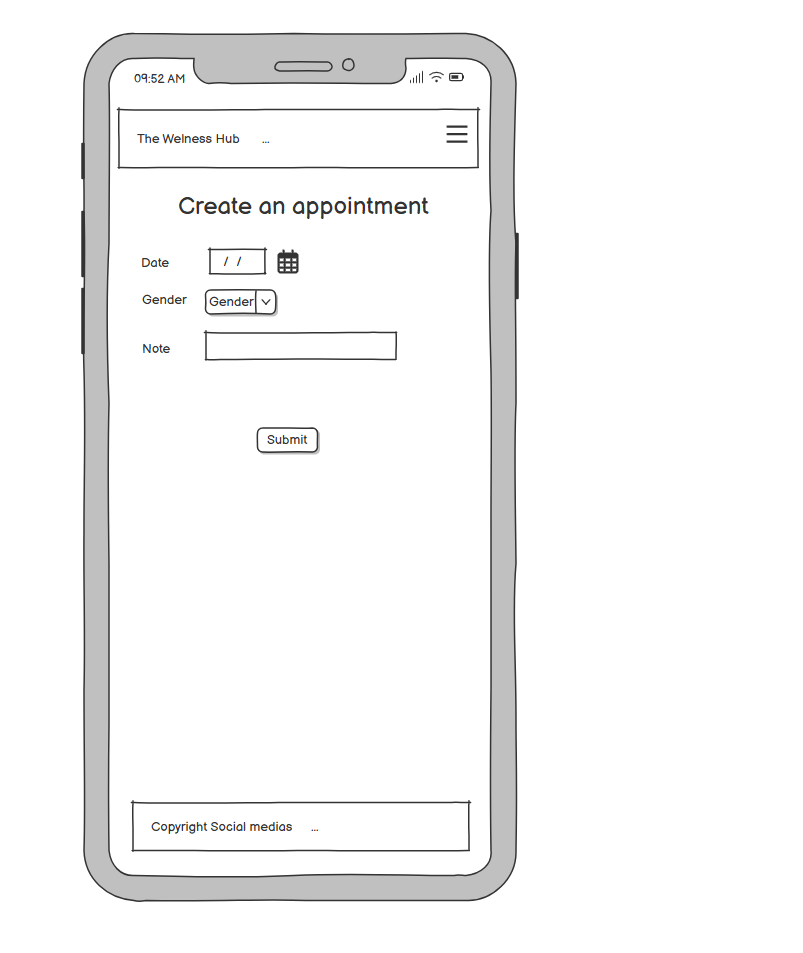 09:52 AM
The Welness Hub ...
Create an appointment
Date / /
Gender Gender
Note
Submit
Copyright Social medias ...